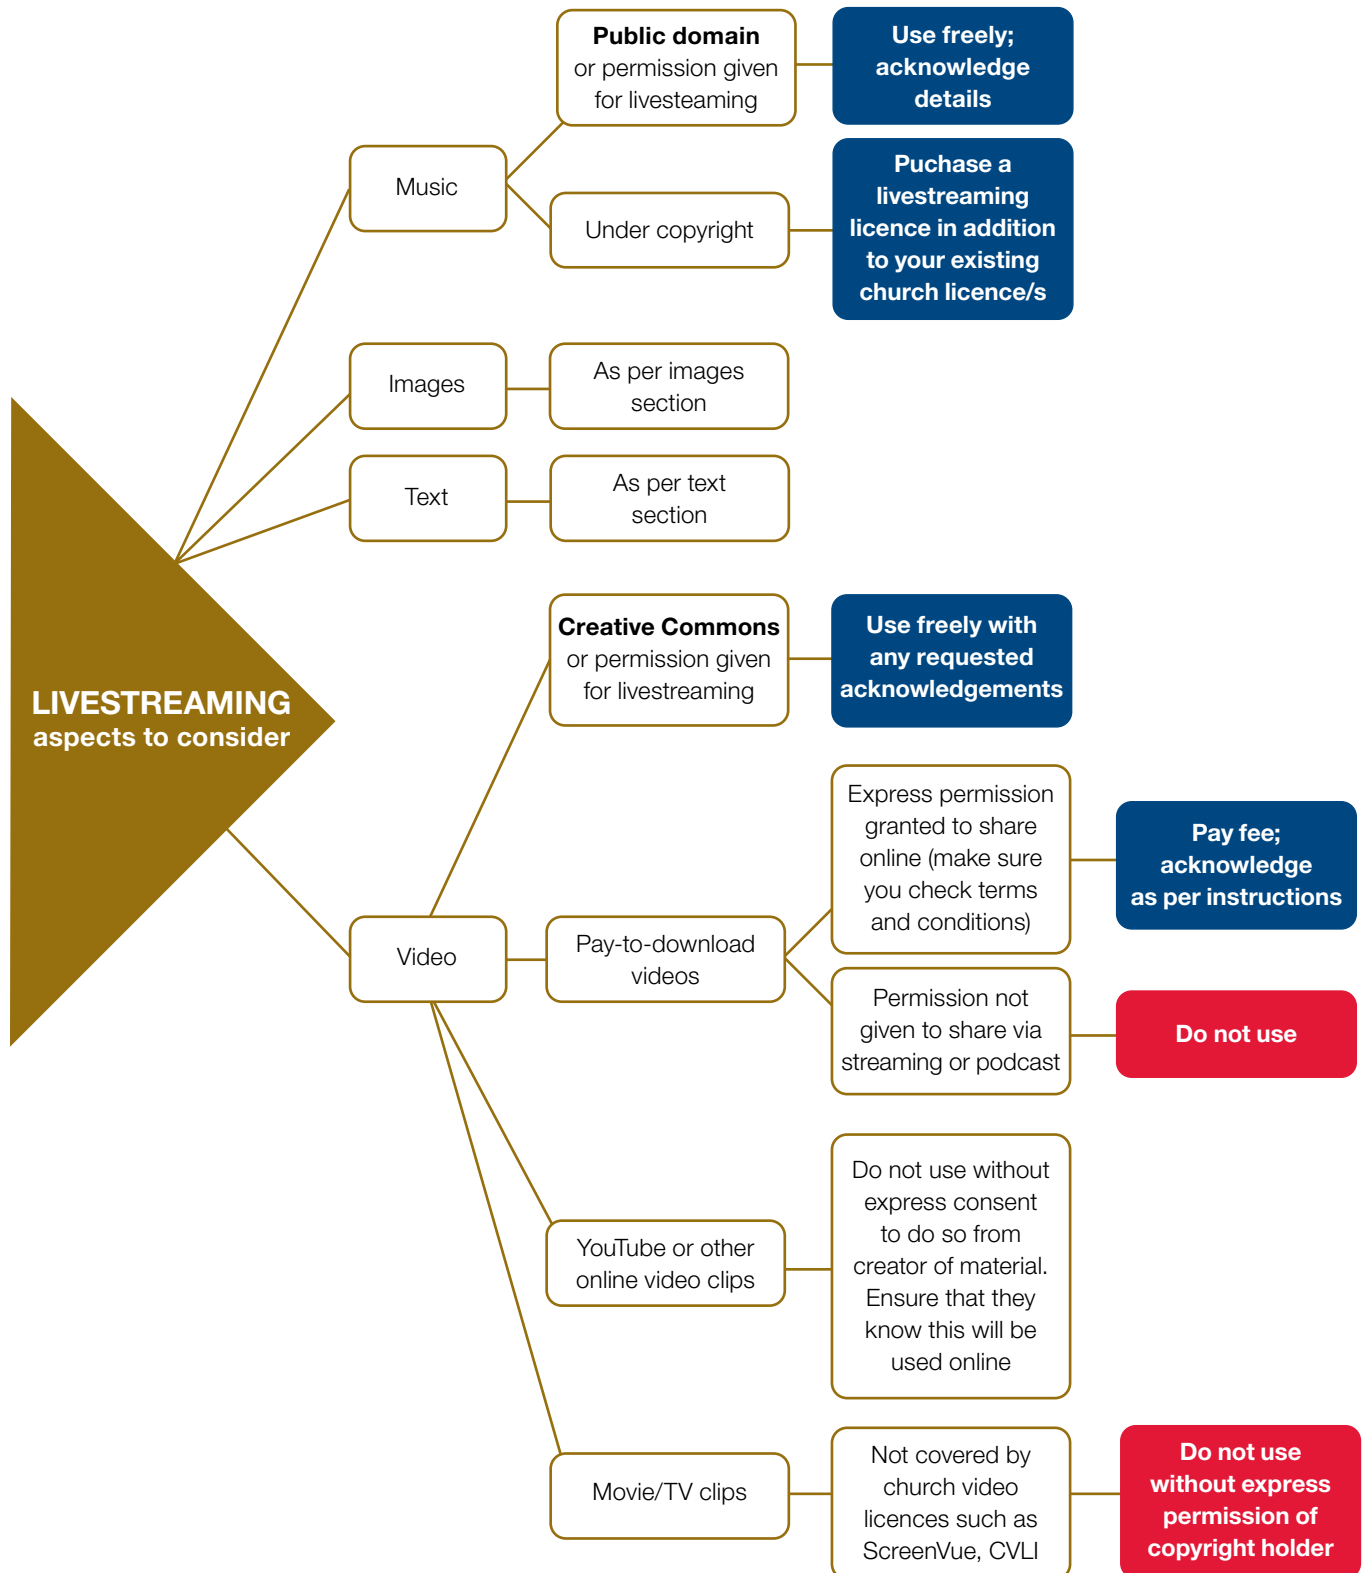 Public domain
or permission given
for livesteaming
Use freely;
acknowledge
details
Music
Under copyright
Puchase a
livestreaming
licence in addition
to your existing
church licence/s
Images
As per images
section
Text
As per text
section
LIVESTREAMING
aspects to consider
Creative Commons
or permission given
for livestreaming
Use freely with
any requested
acknowledgements
Video
Pay-to-download
videos
Express permission
granted to share
online (make sure
you check terms
and conditions)
Pay fee;
acknowledge
as per instructions
Permission not
given to share via
streaming or podcast
Do not use
YouTube or other
online video clips
Do not use without
express consent
to do so from
creator of material.
Ensure that they
know this will be
used online
Movie/TV clips
Not covered by
church video
licences such as
ScreenVue, CVLI
Do not use
without express
permission of
copyright holder